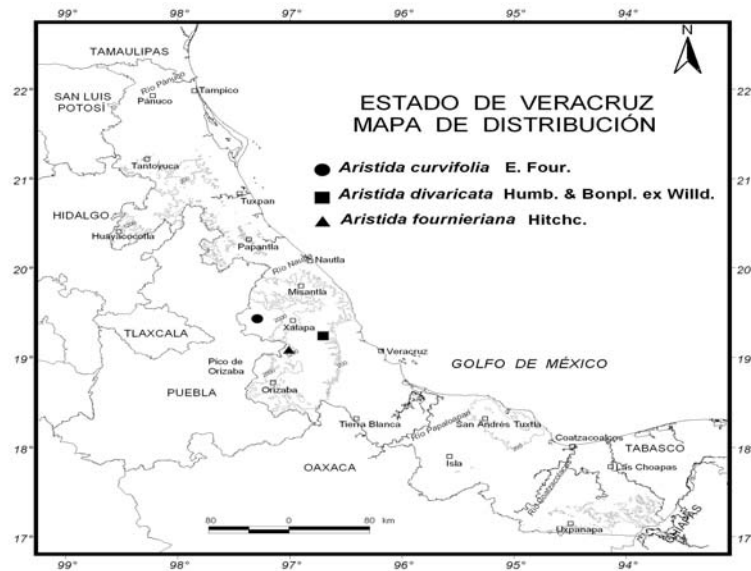 99° 98° 97° 96° 95° 94°
TAMAULIPAS
N
Río Pánuco
22° Tampico 22°
Pánuco
SAN LUIS
POTOSÍ
ESTADO DE VERACRUZ
MAPA DE DISTRIBUCIÓN
Tantoyuca
Aristida curvifolia E. Four.
21° 21°
Aristida divaricata Humb. & Bonpl. ex Willd.
Tuxpan
HIDALGO
Aristida fournieriana Hitchc.
Huayacocotla
Papantla
Nautla
20° 20°
Misantla
Xalapa
TLAXCALA
Veracruz
19° 19°
GOLFO DE MÉXICO
Pico de
Orizaba
PUEBLA
Orizaba
Tierra Blanca
Río Papaloapan
San Andrés Tuxtla
18° 18°
Coatzacoalcos
TABASCO
OAXACA
Isla
Las Choapas
Río Coatzacoalcos
Uxpanapa
CHIAPAS
17° 17°
80 0 80 km
99° 98° 97° 96° 95° 94°